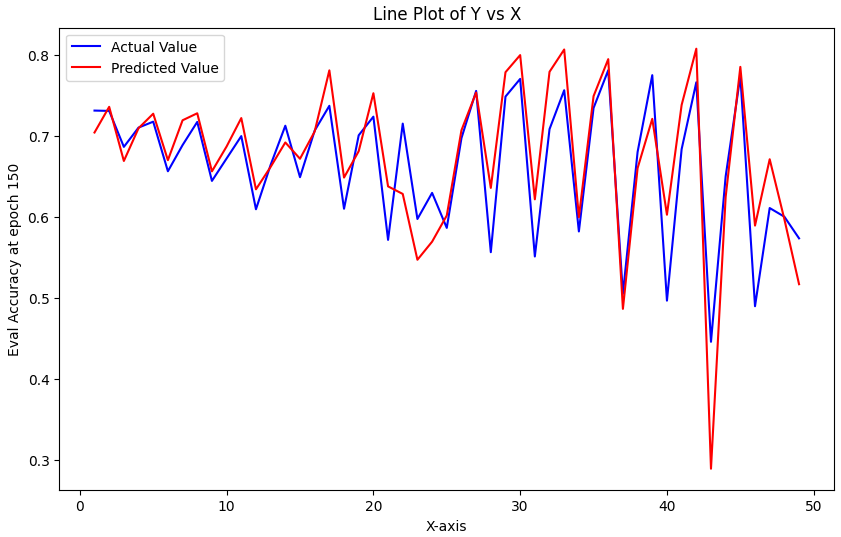 Line Plot of Y vs X
Actual Value
Predicted Value
Eval Accuracy at epoch 150
0.8
0.7
0.6
0.5
0.4
0.3
0 10 20 30 40 50
X-axis